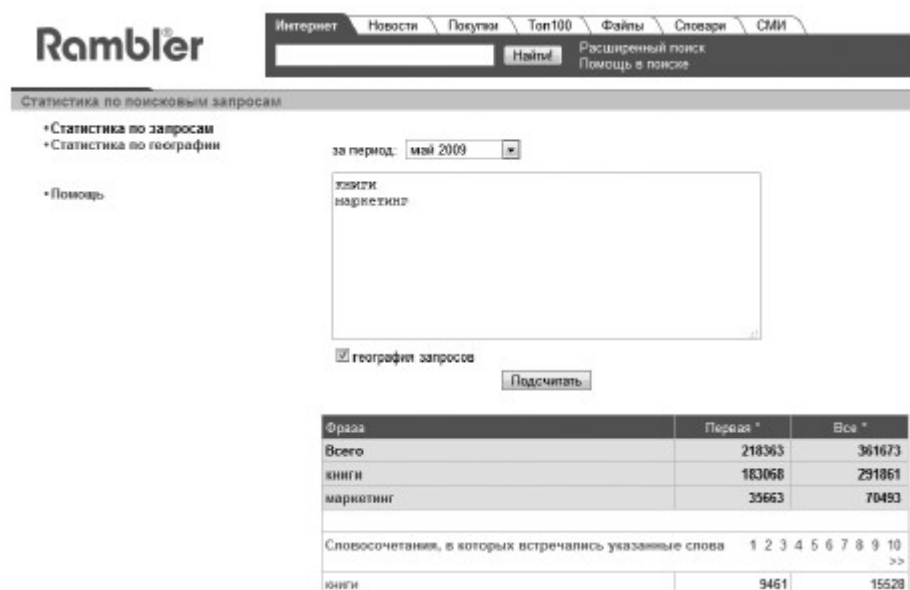 Rambler
Интернет Новости Покупки Топ100 Файлы Словари СМИ
Найти!
Расширенный поиск
Помощь в поиске
Статистика по поисковым запросам
Статистика по запросам
Статистика по географии
Помощь
за период: май 2009
книги
маркетинг
география запросов
Подсчитать
Фраза Первая * Все *
Всего 218363 361673
книги 183068 291861
маркетинг 35663 70493
Словосочетания, в которых встречались указанные слова 1 2 3 4 5 6 7 8 9 10
>>
книги 9461 15528